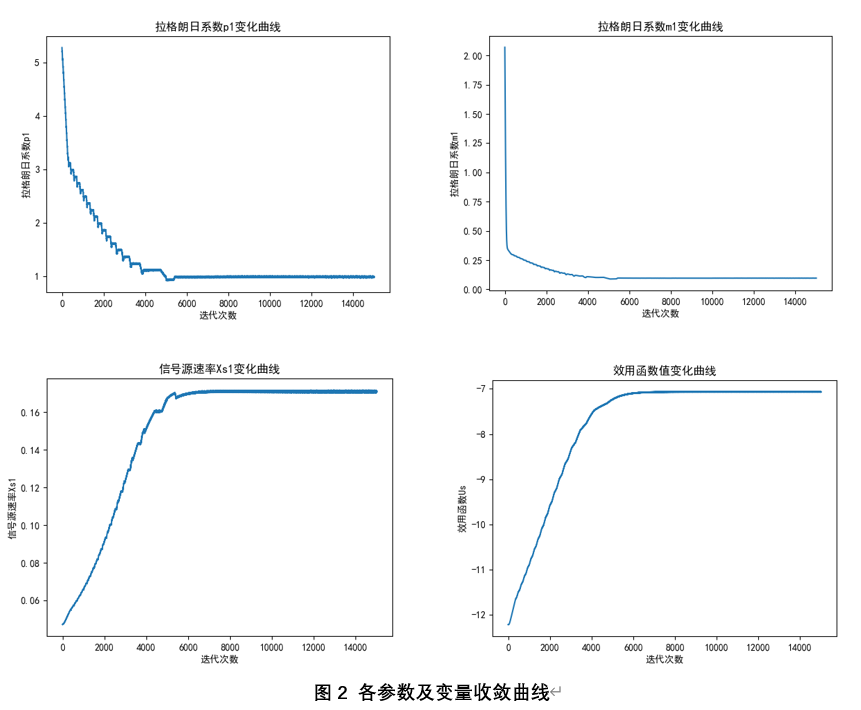 拉格朗日系数p1变化曲线
拉格朗日系数p1
5
4
3
2
1
0 2000 4000 6000 8000 10000 12000 14000
迭代次数
拉格朗日系数m1变化曲线
拉格朗日系数m1
2.00
1.75
1.50
1.25
1.00
0.75
0.50
0.25
0.00
0 2000 4000 6000 8000 10000 12000 14000
迭代次数
信号源速率Xs1变化曲线
信号源速率Xs1
0.16
0.14
0.12
0.10
0.08
0.06
0 2000 4000 6000 8000 10000 12000 14000
迭代次数
效用函数值变化曲线
效用函数Us
-7
-8
-9
-10
-11
-12
0 2000 4000 6000 8000 10000 12000 14000
迭代次数
图 2 各参数及变量收敛曲线↵